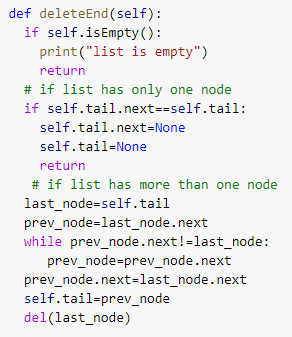 def deleteEnd(self):
  if self.isEmpty():
    print("list is empty")
    return
  # if list has only one node
  if self.tail.next==self.tail:
    self.tail.next=None
    self.tail=None
    return
   # if list has more than one node
  last_node=self.tail
  prev_node=last_node.next
  while prev_node.next!=last_node:
     prev_node=prev_node.next
  prev_node.next=last_node.next
  self.tail=prev_node
  del(last_node)